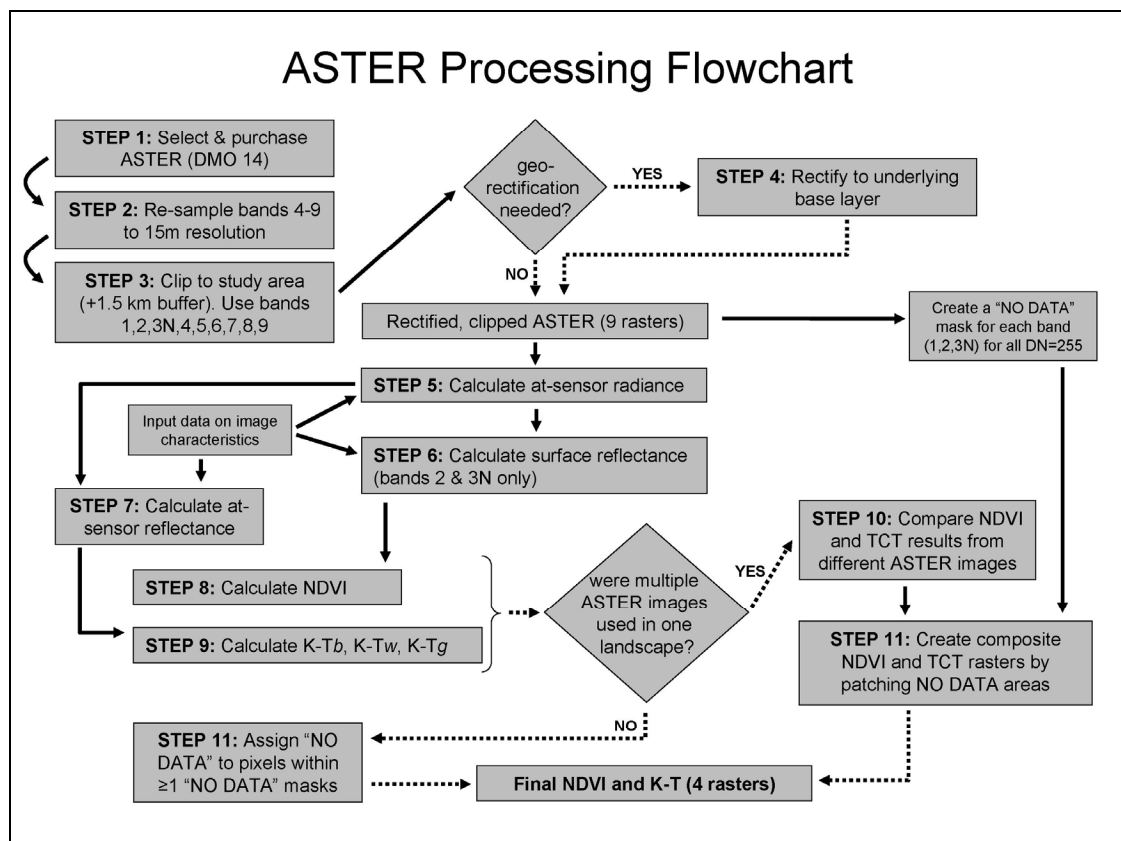 ASTER Processing Flowchart
STEP 1: Select & purchase
ASTER (DMO 14)
STEP 2: Re-sample bands 4-9
to 15m resolution
STEP 3: Clip to study area
(+1.5 km buffer). Use bands
1,2,3N,4,5,6,7,8,9
geo-
rectification
needed?
YES
STEP 4: Rectify to underlying
base layer
NO
Rectified, clipped ASTER (9 rasters)
Create a “NO DATA”
mask for each band
(1,2,3N) for all DN=255
STEP 5: Calculate at-sensor radiance
Input data on image
characteristics
STEP 6: Calculate surface reflectance
(bands 2 & 3N only)
STEP 7: Calculate at-
sensor reflectance
STEP 8: Calculate NDVI
STEP 9: Calculate K-Tb, K-Tw, K-Tg
were multiple
ASTER images
used in one
landscape?
YES
STEP 10: Compare NDVI
and TCT results from
different ASTER images
STEP 11: Create composite
NDVI and TCT rasters by
patching NO DATA areas
NO
STEP 11: Assign “NO
DATA” to pixels within
≥1 “NO DATA” masks
Final NDVI and K-T (4 rasters)